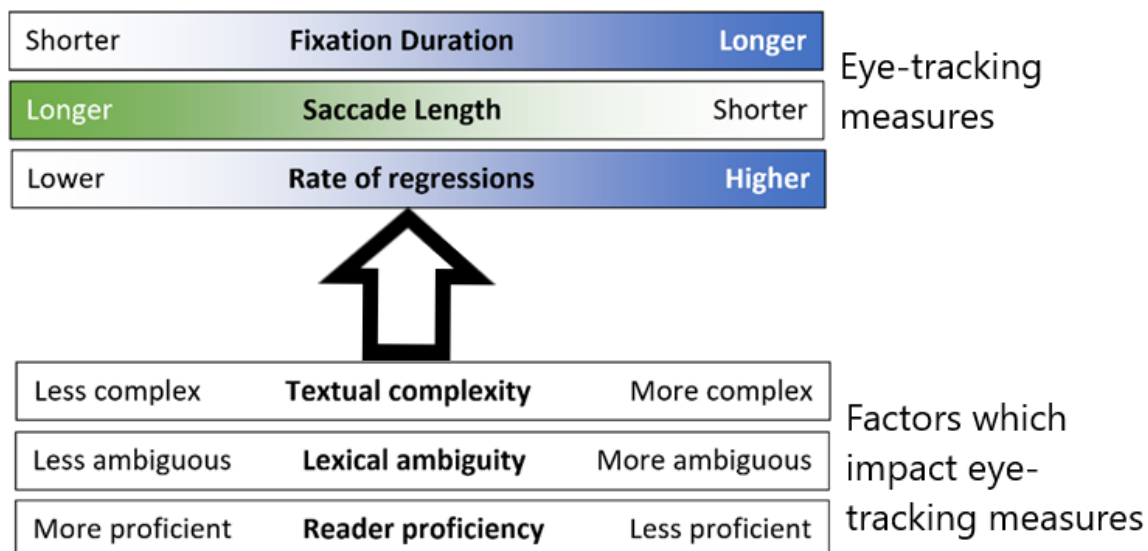 Shorter Fixation Duration Longer
Longer Saccade Length Shorter
Lower Rate of regressions Higher
Eye-tracking
measures
Less complex Textual complexity More complex
Less ambiguous Lexical ambiguity More ambiguous
More proficient Reader proficiency Less proficient
Factors which
impact eye-
tracking measures